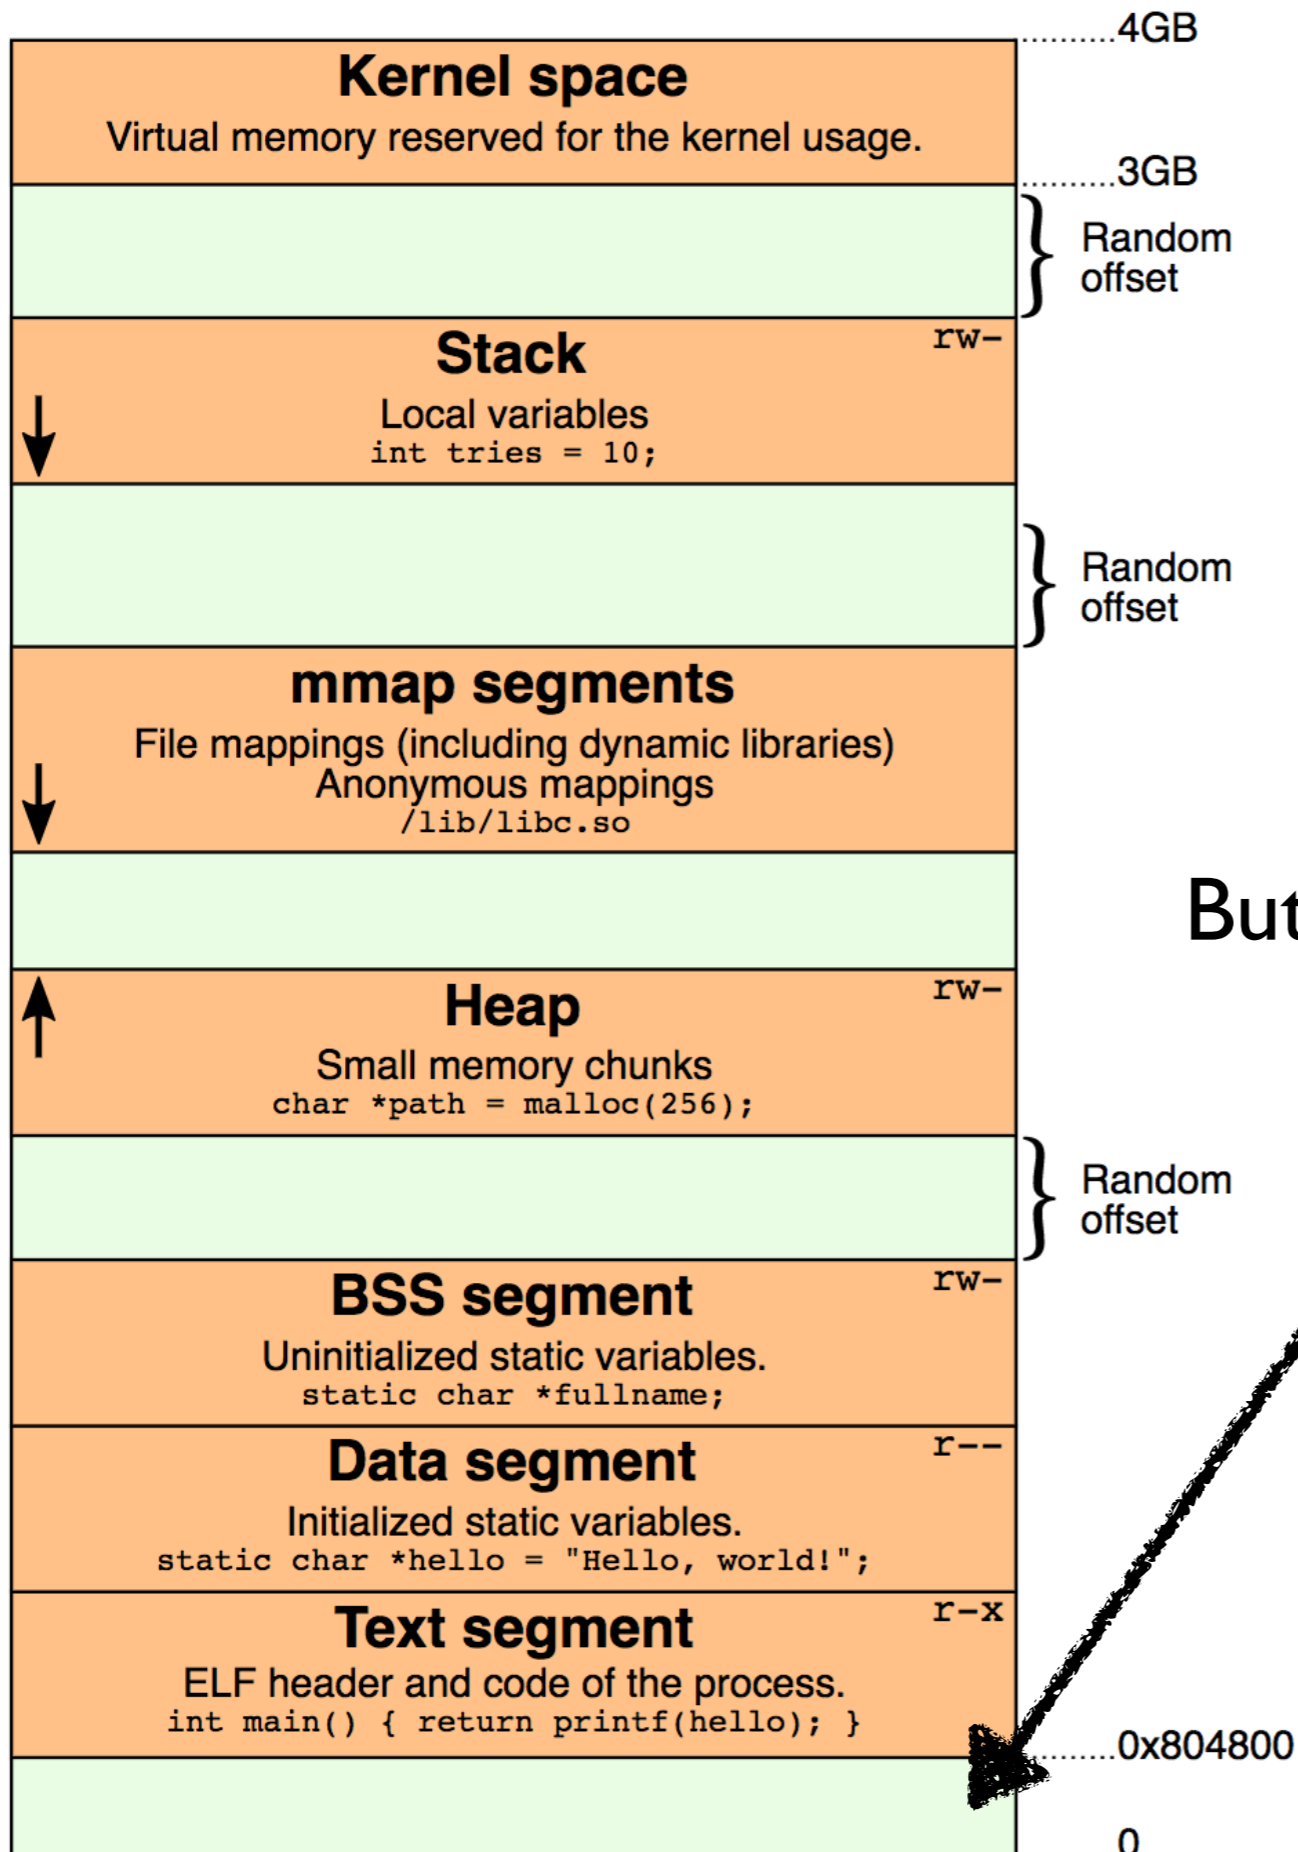 4GB
Kernel space
Virtual memory reserved for the kernel usage.
3GB
Random
offset
rw-
Stack
Local variables
int tries = 10;
Random
offset
mmap segments
File mappings (including dynamic libraries)
Anonymous mappings
/lib/libc.so
But
rw-
Heap
Small memory chunks
char *path = malloc(256);
Random
offset
rw-
BSS segment
Uninitialized static variables.
static char *fullname;
r--
Data segment
Initialized static variables.
static char *hello = "Hello, world!";
r-x
Text segment
ELF header and code of the process.
int main() { return printf(hello); }
0x804800
0